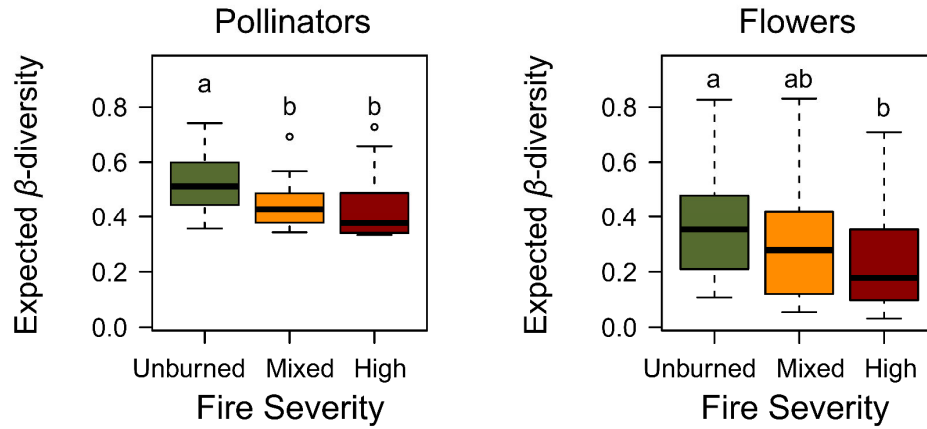 Pollinators
Expected β-diversity
0.8
0.6
0.4
0.2
0.0
a
b
b
Unburned Mixed High
Fire Severity
Flowers
Expected β-diversity
0.8
0.6
0.4
0.2
0.0
a
ab
b
Unburned Mixed High
Fire Severity